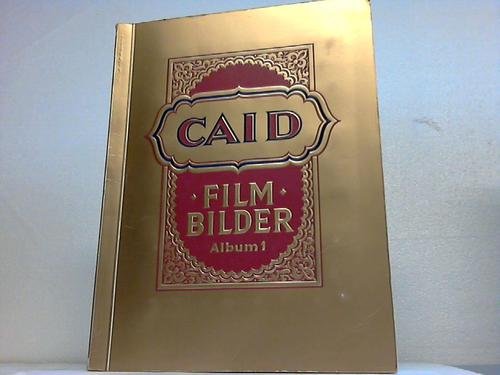 CAID
· FILM ·
BILDER
Album 1